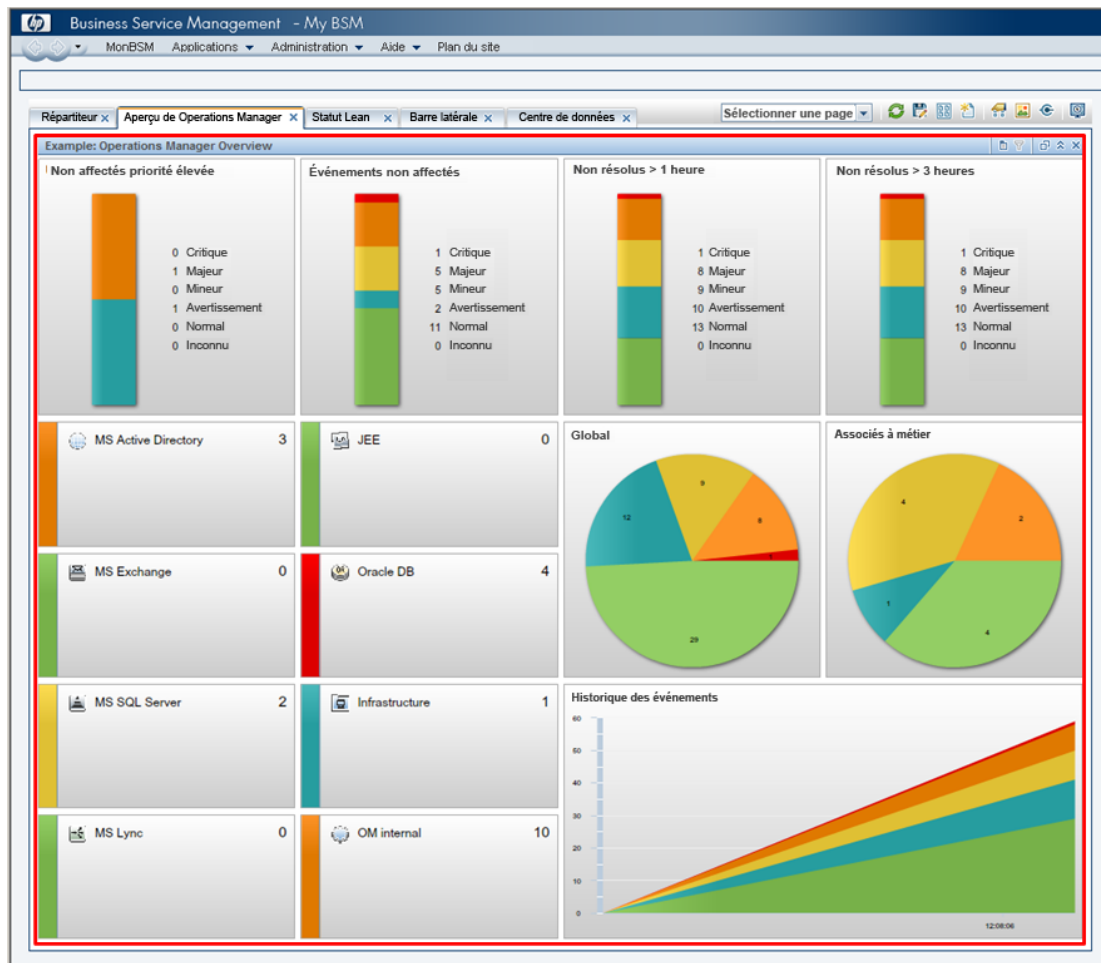 hp Business Service Management - My BSM
MonBSM Applications Administration Aide Plan du site
Répartiteur Aperçu de Operations Manager Statut Lean Barre latérale Centre de données Sélectionner une page
Example: Operations Manager Overview
Non affectés priorité élevée
0 Critique
1 Majeur
0 Mineur
1 Avertissement
0 Normal
0 Inconnu
Événements non affectés
1 Critique
5 Majeur
5 Mineur
2 Avertissement
11 Normal
0 Inconnu
Non résolus > 1 heure
1 Critique
8 Majeur
9 Mineur
10 Avertissement
13 Normal
0 Inconnu
Non résolus > 3 heures
1 Critique
8 Majeur
9 Mineur
10 Avertissement
13 Normal
0 Inconnu
MS Active Directory 3
JEE 0
MS Exchange 0
Oracle DB 4
MS SQL Server 2
Infrastructure 1
MS Lync 0
OM internal 10
Global
9
8
12
1
29
Associés à métier
4
2
1
4
Historique des événements
60
50
40
30
20
10
0
12:08:06